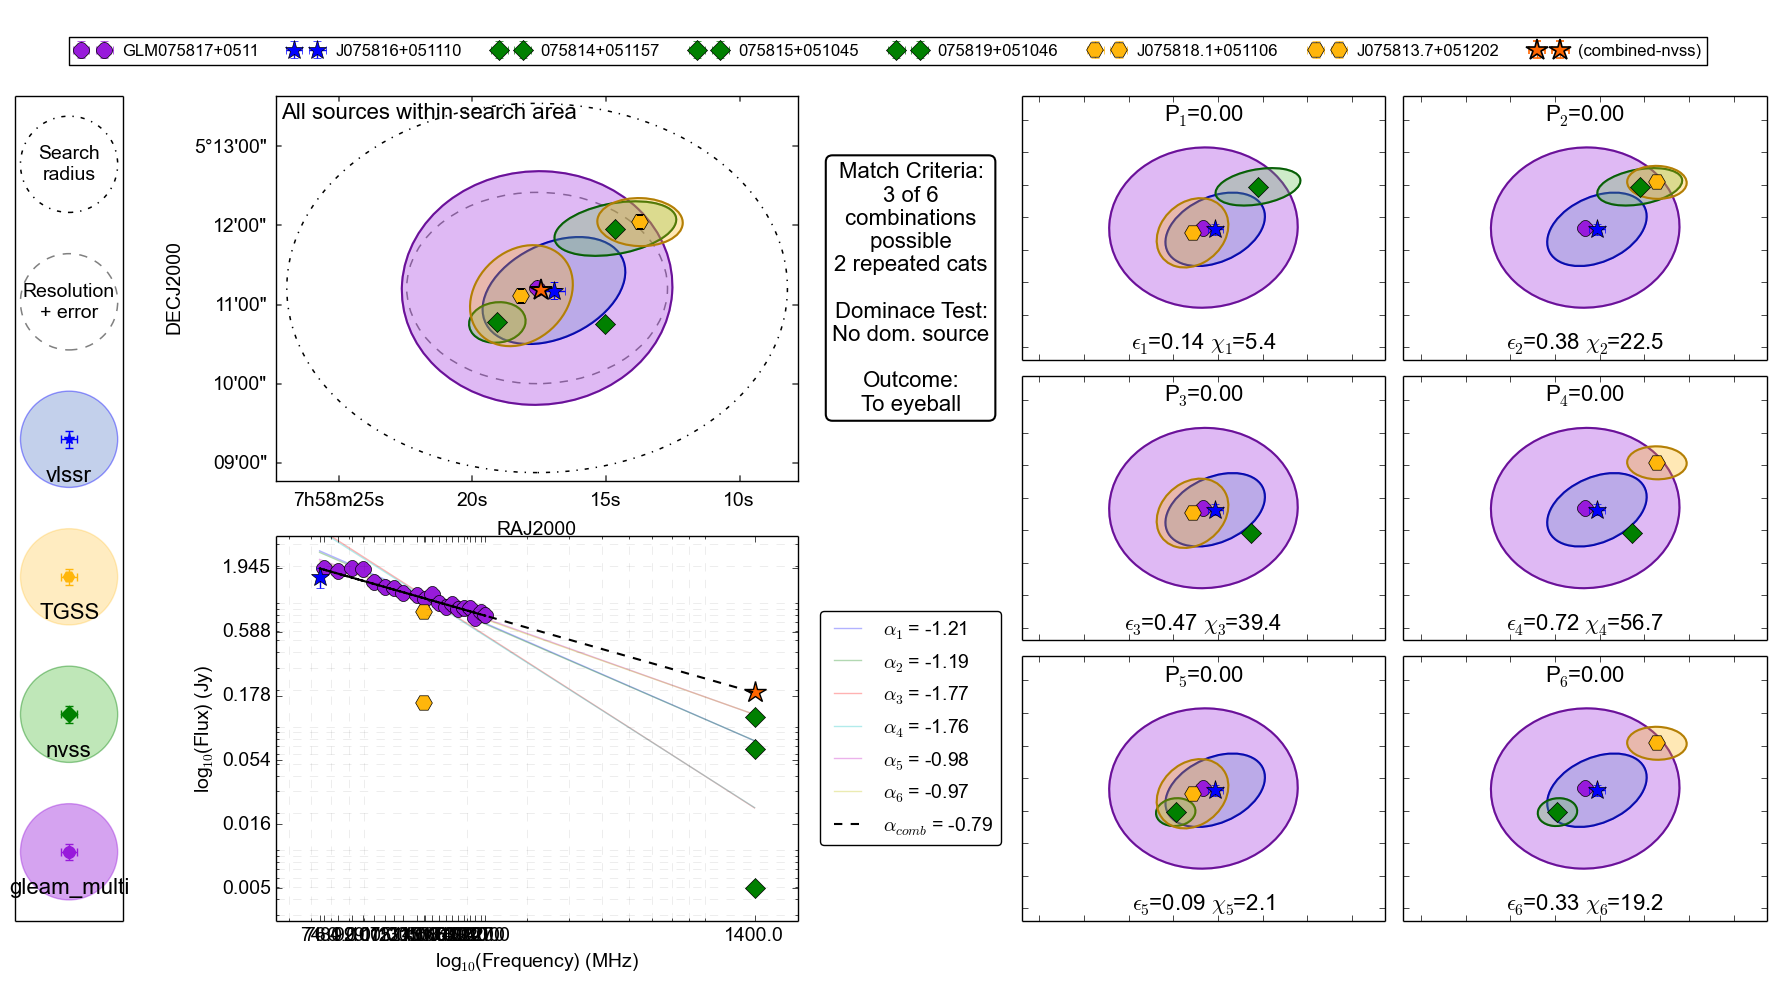 GLM075817+0511 J075816+051110 075814+051157 075815+051045 075819+051046 J075818.1+051106 J075813.7+051202 (combined-nvss)
Search
radius
Resolution
+ error
vlssr
TGSS
nvss
gleam_multi
All sources within search area
5°13'00"
12'00"
11'00"
10'00"
09'00"
DECJ2000
7h58m25s 20s 15s 10s
RAJ2000
1.945
0.588
0.178
0.054
0.016
0.005
log₁₀(Flux) (Jy)
1400.0
log₁₀(Frequency) (MHz)
Match Criteria:
3 of 6
combinations
possible
2 repeated cats
Dominace Test:
No dom. source
Outcome:
To eyeball
α₁ = -1.21
α₂ = -1.19
α₃ = -1.77
α₄ = -1.76
α₅ = -0.98
α₆ = -0.97
α_comb = -0.79
P₁=0.00
ϵ₁=0.14 χ₁=5.4
P₂=0.00
ϵ₂=0.38 χ₂=22.5
P₃=0.00
ϵ₃=0.47 χ₃=39.4
P₄=0.00
ϵ₄=0.72 χ₄=56.7
P₅=0.00
ϵ₅=0.09 χ₅=2.1
P₆=0.00
ϵ₆=0.33 χ₆=19.2